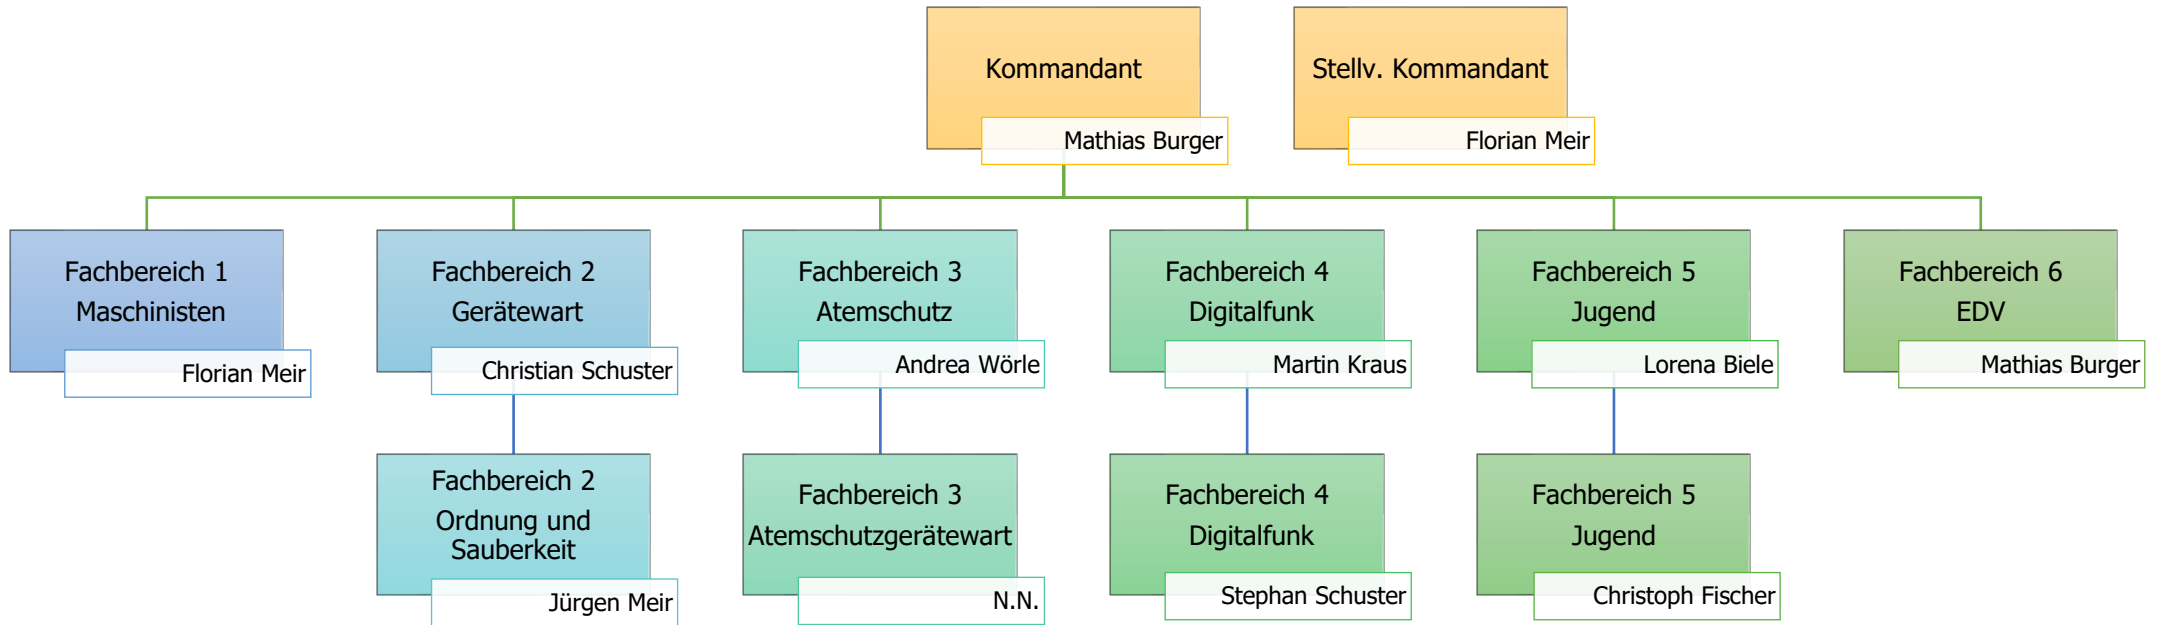 Kommandant
Mathias Burger
Stellv. Kommandant
Florian Meir
Fachbereich 1
Maschinisten
Florian Meir
Fachbereich 2
Gerätewart
Christian Schuster
Fachbereich 3
Atemschutz
Andrea Wörle
Fachbereich 4
Digitalfunk
Martin Kraus
Fachbereich 5
Jugend
Lorena Biele
Fachbereich 6
EDV
Mathias Burger
Fachbereich 2
Ordnung und
Sauberkeit
Jürgen Meir
Fachbereich 3
Atemschutzgerätewart
N.N.
Fachbereich 4
Digitalfunk
Stephan Schuster
Fachbereich 5
Jugend
Christoph Fischer